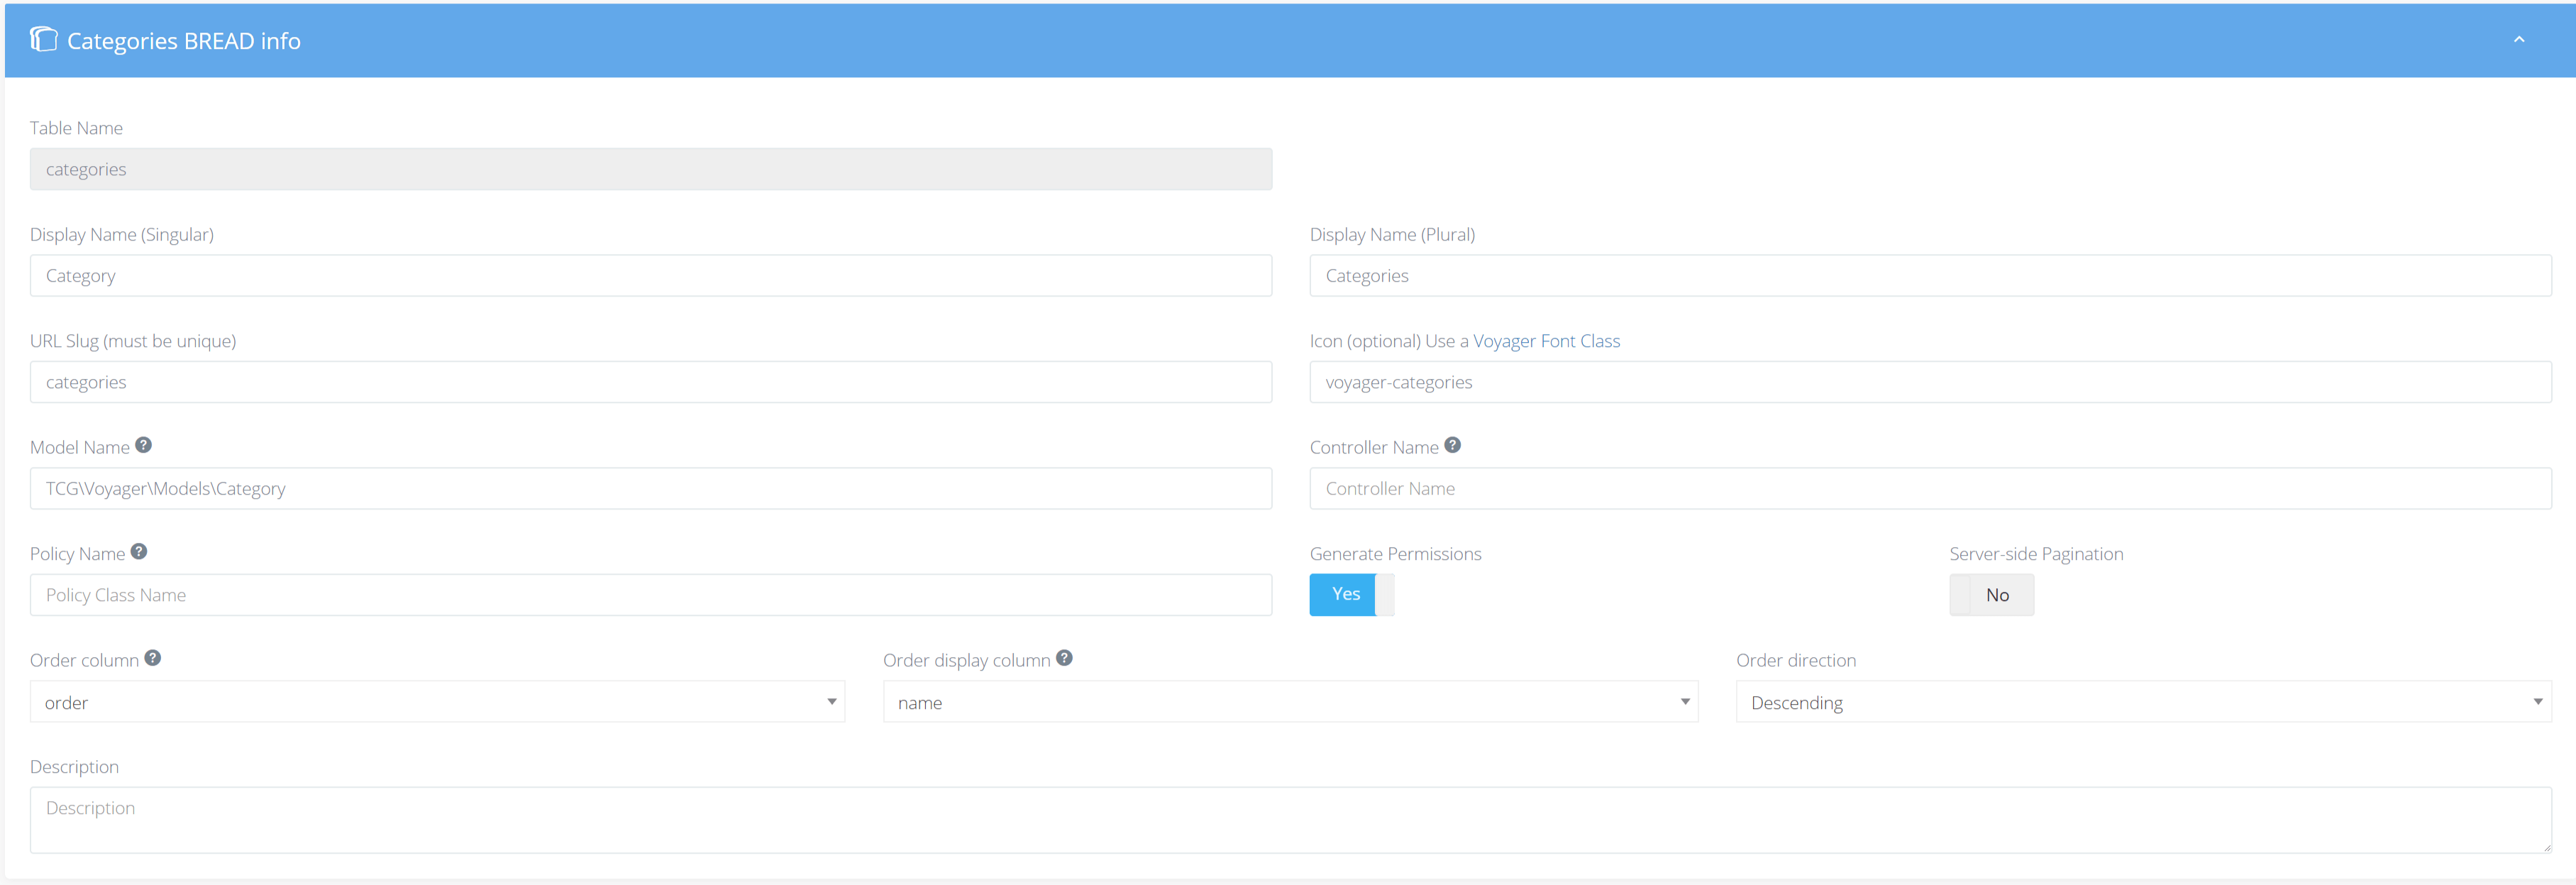 Categories BREAD info
Table Name
categories
Display Name (Singular)
Display Name (Plural)
Category
Categories
URL Slug (must be unique)
Icon (optional) Use a Voyager Font Class
categories
voyager-categories
Model Name ?
Controller Name ?
TCG\Voyager\Models\Category
Controller Name
Policy Name ?
Generate Permissions
Server-side Pagination
Policy Class Name
Yes
No
Order column ?
Order display column ?
Order direction
order
name
Descending
Description
Description